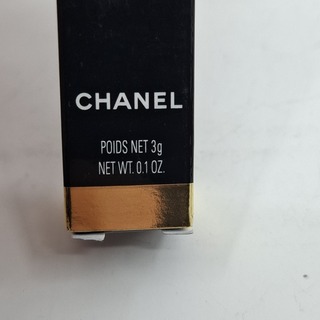 CHANEL
POIDS NET 3g
NET WT. 0.1 OZ.